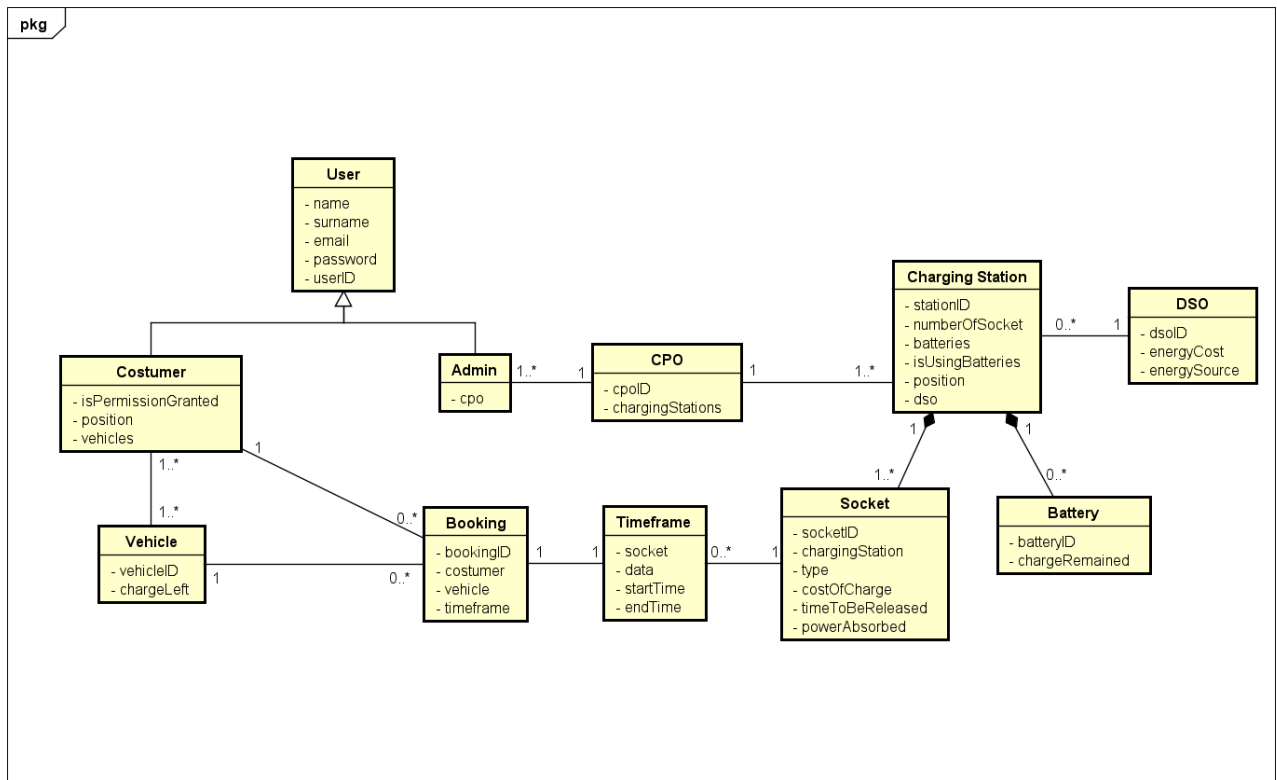 pkg
User
- name
- surname
- email
- password
- userID
Costumer
- isPermissionGranted
- position
- vehicles
Admin
- cpo
1..*
1
CPO
- cpoID
- chargingStations
1
1..*
Charging Station
- stationID
- numberOfSocket
- batteries
- isUsingBatteries
- position
- dso
0..*
1
DSO
- dsoID
- energyCost
- energySource
1..*
1..*
1
0..*
Vehicle
- vehicleID
- chargeLeft
1
0..*
Booking
- bookingID
- costumer
- vehicle
- timeframe
1
1
Timeframe
- socket
- data
- startTime
- endTime
0..*
1
1
1..*
Socket
- socketID
- chargingStation
- type
- costOfCharge
- timeToBeReleased
- powerAbsorbed
1
0..*
Battery
- batteryID
- chargeRemained